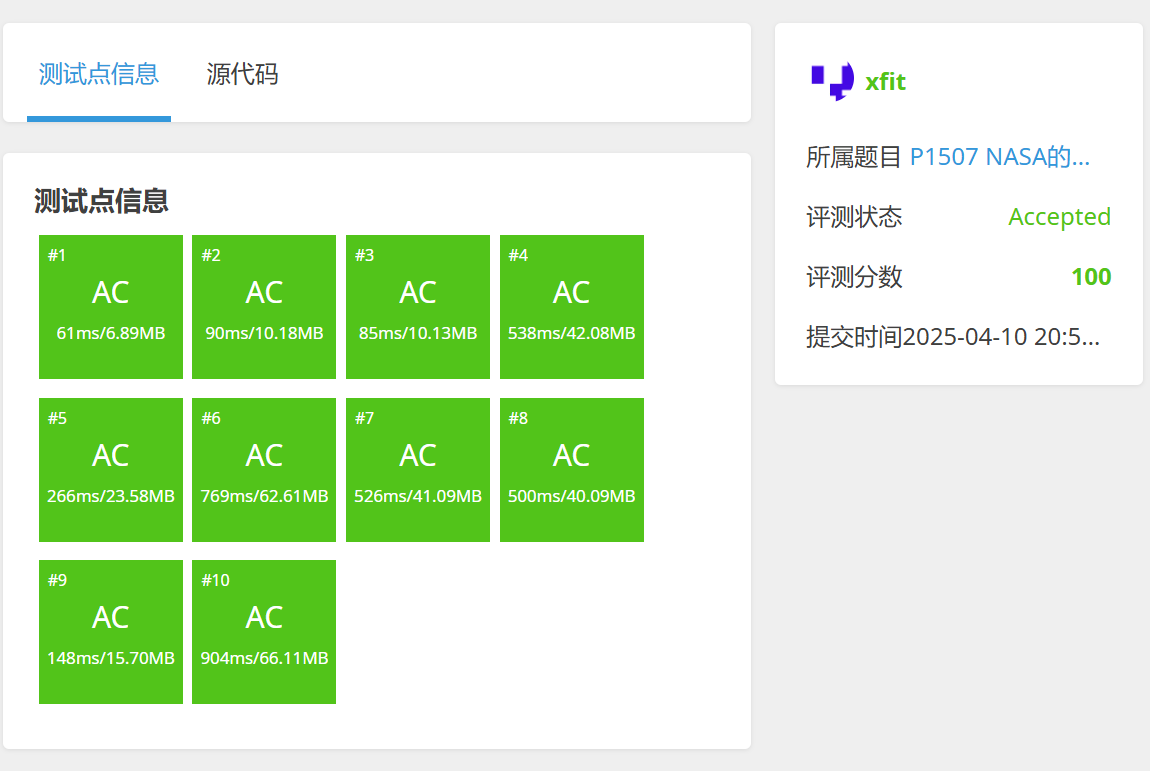 测试点信息 源代码
测试点信息
#1 #2 #3 #4
AC AC AC AC
61ms/6.89MB 90ms/10.18MB 85ms/10.13MB 538ms/42.08MB
#5 #6 #7 #8
AC AC AC AC
266ms/23.58MB 769ms/62.61MB 526ms/41.09MB 500ms/40.09MB
#9 #10
AC AC
148ms/15.70MB 904ms/66.11MB
xfit
所属题目 P1507 NASA的...
评测状态 Accepted
评测分数 100
提交时间2025-04-10 20:5...